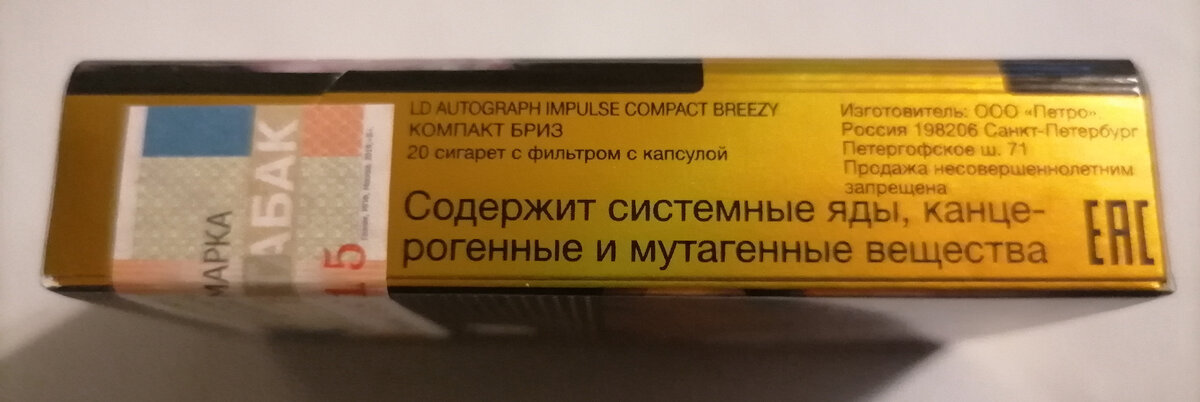 LD AUTOGRAPH IMPULSE COMPACT BREEZY
КОМПАКТ БРИЗ
20 сигарет с фильтром с капсулой
Содержит системные яды, канце-
рогенные и мутагенные вещества
Изготовитель: ООО «Петро».
Россия 198206 Санкт-Петербург
Петергофское ш. 71
Продажа несовершеннолетним
запрещена
EAC
МАРКА
АБАК
15